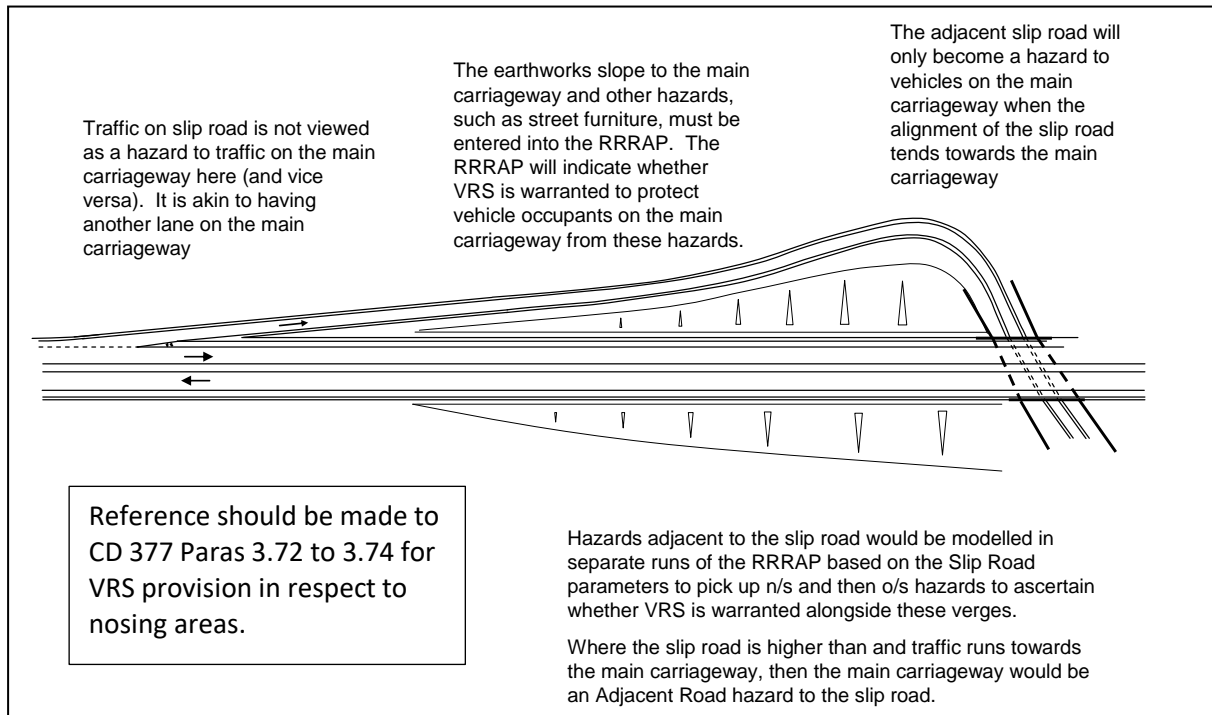 Traffic on slip road is not viewed
as a hazard to traffic on the main
carriageway here (and vice
versa). It is akin to having
another lane on the main
carriageway
The earthworks slope to the main
carriageway and other hazards,
such as street furniture, must be
entered into the RRRAP. The
RRRAP will indicate whether
VRS is warranted to protect
vehicle occupants on the main
carriageway from these hazards.
The adjacent slip road will
only become a hazard to
vehicles on the main
carriageway when the
alignment of the slip road
tends towards the main
carriageway
Reference should be made to
CD 377 Paras 3.72 to 3.74 for
VRS provision in respect to
nosing areas.
Hazards adjacent to the slip road would be modelled in
separate runs of the RRRAP based on the Slip Road
parameters to pick up n/s and then o/s hazards to ascertain
whether VRS is warranted alongside these verges.
Where the slip road is higher than and traffic runs towards
the main carriageway, then the main carriageway would be
an Adjacent Road hazard to the slip road.